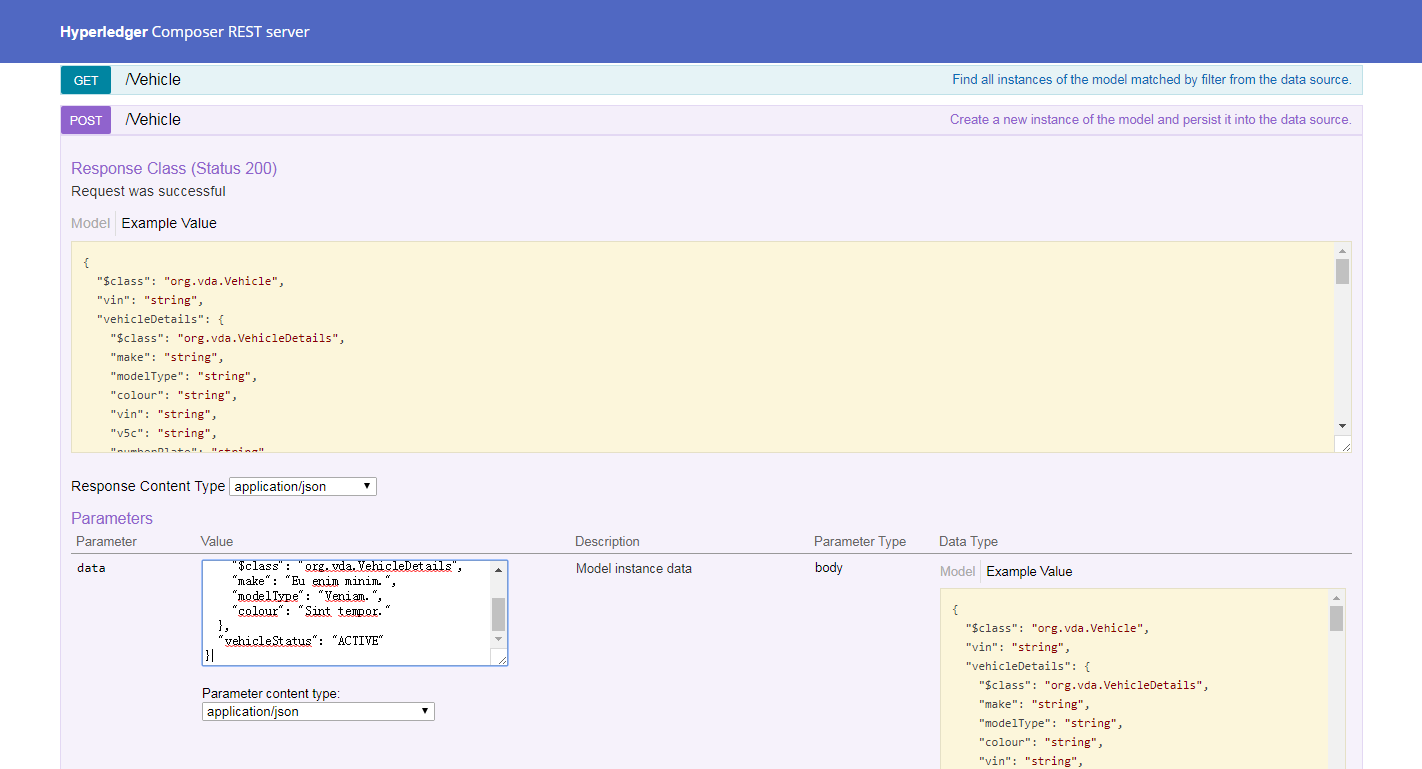 Hyperledger Composer REST server
GET /Vehicle Find all instances of the model matched by filter from the data source.
POST /Vehicle Create a new instance of the model and persist it into the data source.
Response Class (Status 200)
Request was successful
Model Example Value
{
"$class": "org.vda.Vehicle",
"vin": "string",
"vehicleDetails": {
"$class": "org.vda.VehicleDetails",
"make": "string",
"modelType": "string",
"colour": "string",
"vin": "string",
"v5c": "string",
"numberPlate": "string"
Response Content Type application/json
Parameters
Parameter Value Description Parameter Type Data Type
data
"$class": "org.vda.VehicleDetails",
"make": "Eu enim minim.",
"modelType": "Veniam.",
"colour": "Sint tempor."
},
"vehicleStatus": "ACTIVE"
}
Parameter content type:
application/json
Model instance data
body
Model Example Value
{
"$class": "org.vda.Vehicle",
"vin": "string",
"vehicleDetails": {
"$class": "org.vda.VehicleDetails",
"make": "string",
"modelType": "string",
"colour": "string",
"vin": "string",